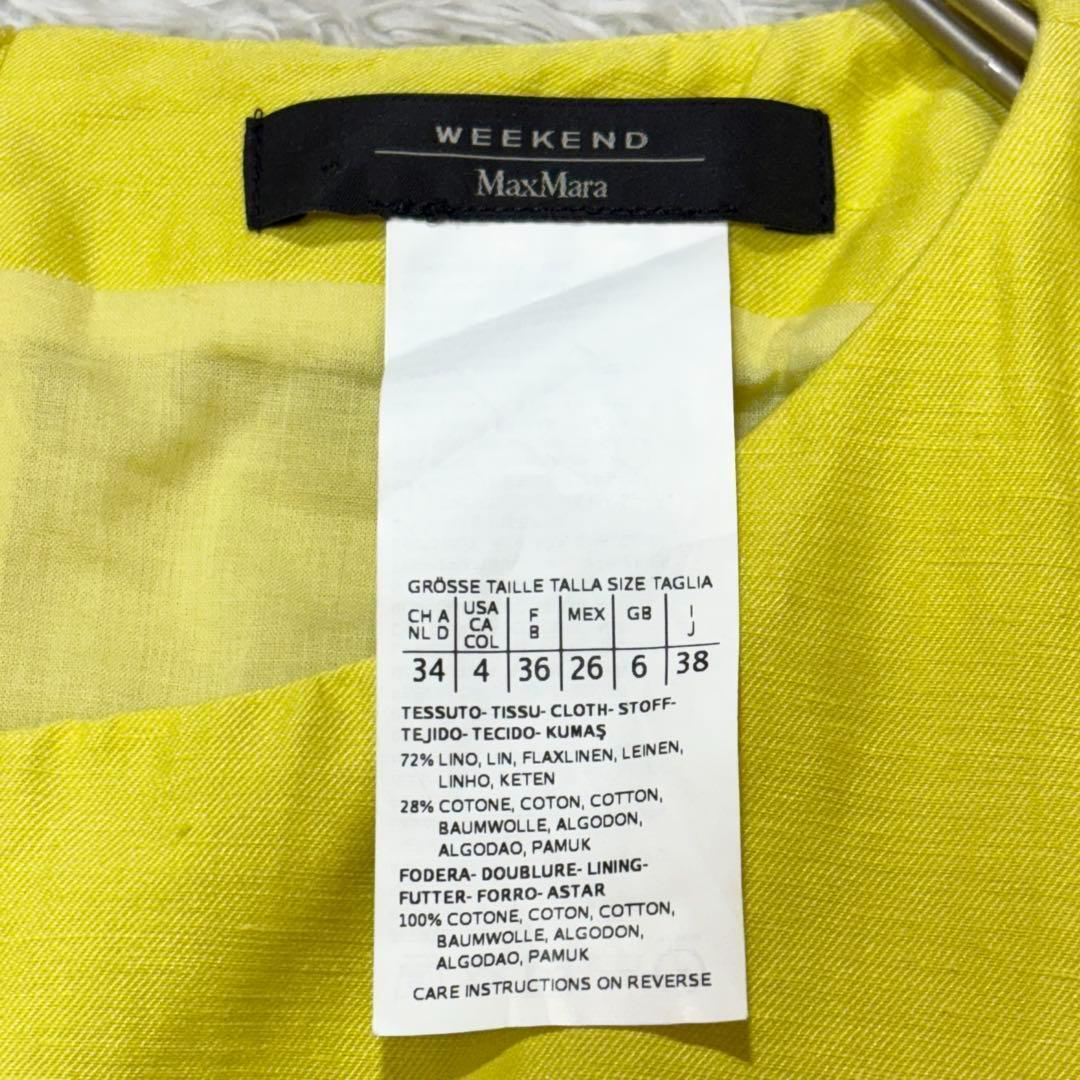 WEEKEND
MaxMara
GRÖSSE TAILLE TALLA SIZE TAGLIA
CH A NL D | USA CA COL | F B | MEX | GB | I J
34 | 4 | 36 | 26 | 6 | 38
TESSUTO- TISSU- CLOTH- STOFF-
TEJIDO- TECIDO- KUMAŞ
72% LINO, LIN, FLAXLINEN, LEINEN,
LINHO, KETEN
28% COTONE, COTON, COTTON,
BAUMWOLLE, ALGODON,
ALGODAO, PAMUK
FODERA- DOUBLURE- LINING-
FUTTER- FORRO- ASTAR
100% COTONE, COTON, COTTON,
BAUMWOLLE, ALGODON,
ALGODAO, PAMUK
CARE INSTRUCTIONS ON REVERSE